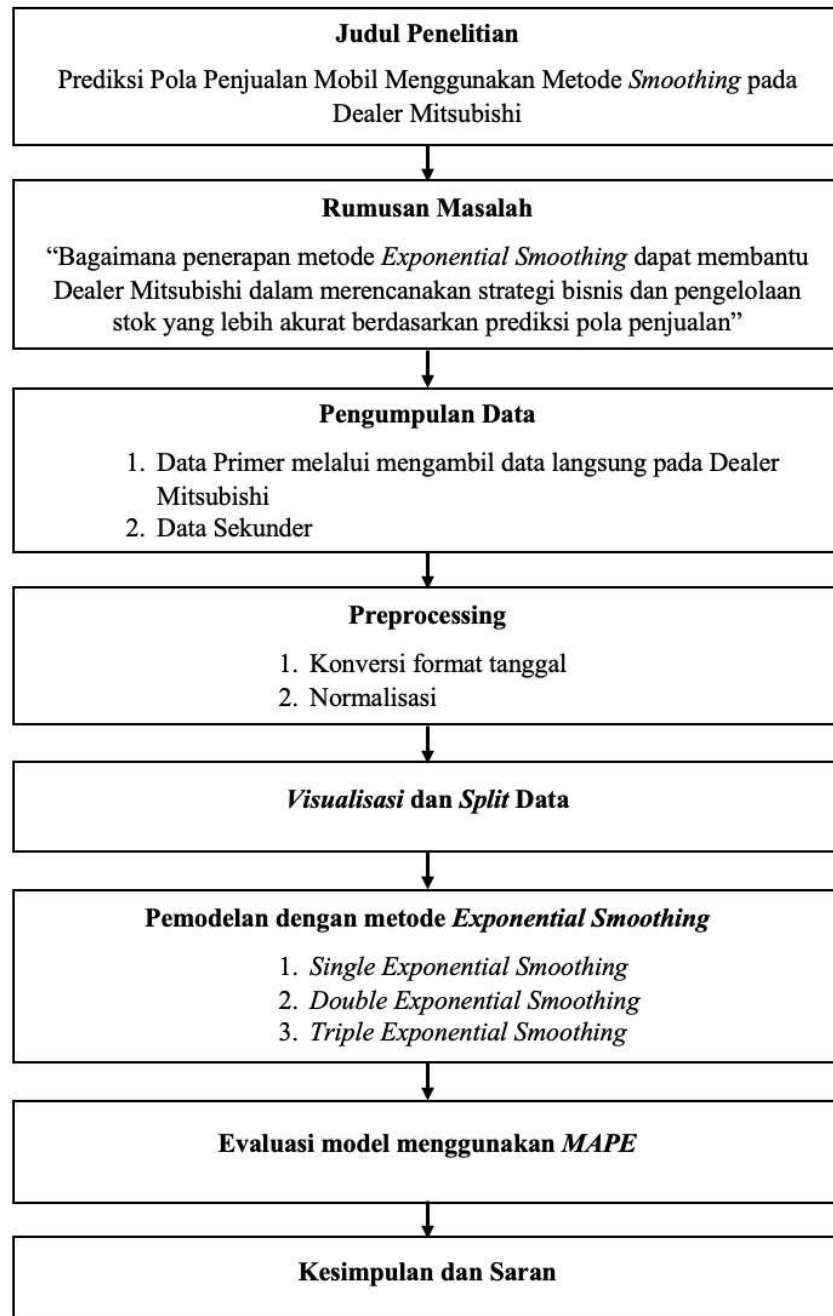 Judul Penelitian
Prediksi Pola Penjualan Mobil Menggunakan Metode Smoothing pada
Dealer Mitsubishi
Rumusan Masalah
“Bagaimana penerapan metode Exponential Smoothing dapat membantu
Dealer Mitsubishi dalam merencanakan strategi bisnis dan pengelolaan
stok yang lebih akurat berdasarkan prediksi pola penjualan”
Pengumpulan Data
1. Data Primer melalui mengambil data langsung pada Dealer
Mitsubishi
2. Data Sekunder
Preprocessing
1. Konversi format tanggal
2. Normalisasi
Visualisasi dan Split Data
Pemodelan dengan metode Exponential Smoothing
1. Single Exponential Smoothing
2. Double Exponential Smoothing
3. Triple Exponential Smoothing
Evaluasi model menggunakan MAPE
Kesimpulan dan Saran